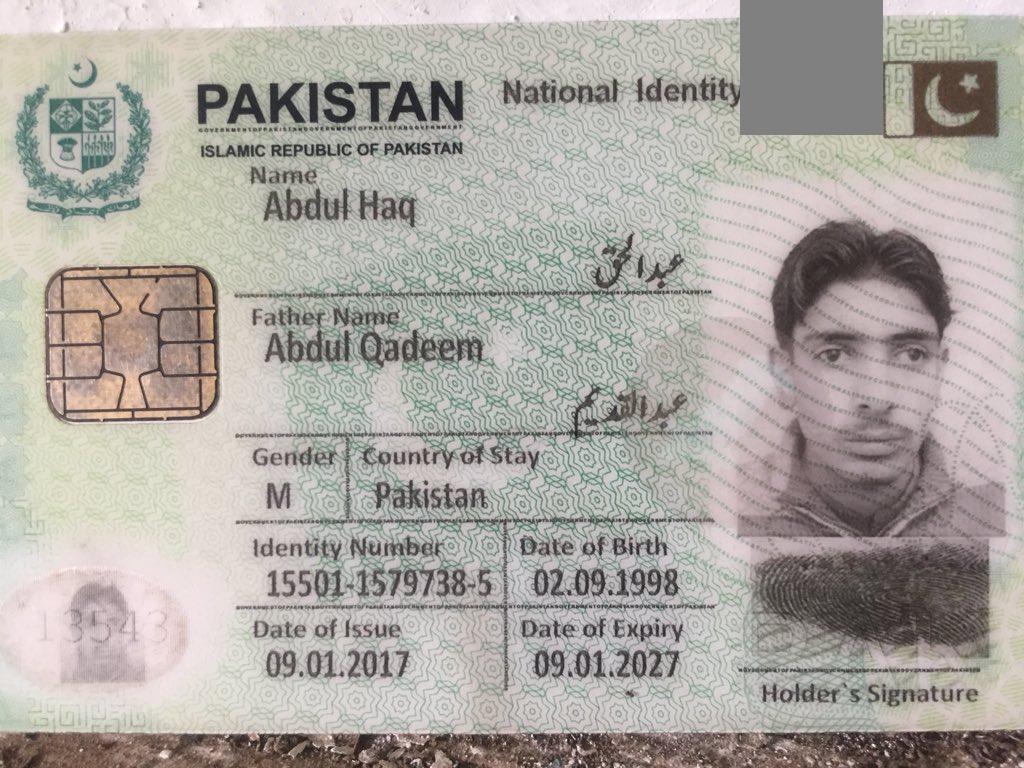 PAKISTAN
National Identity
ISLAMIC REPUBLIC OF PAKISTAN
Name
Abdul Haq
عبدالحق
Father Name
Abdul Qadeem
عبدالقدیم
Gender Country of Stay
M Pakistan
Identity Number Date of Birth
15501-1579738-5 02.09.1998
13543
Date of Issue Date of Expiry
09.01.2017 09.01.2027
Holder`s Signature